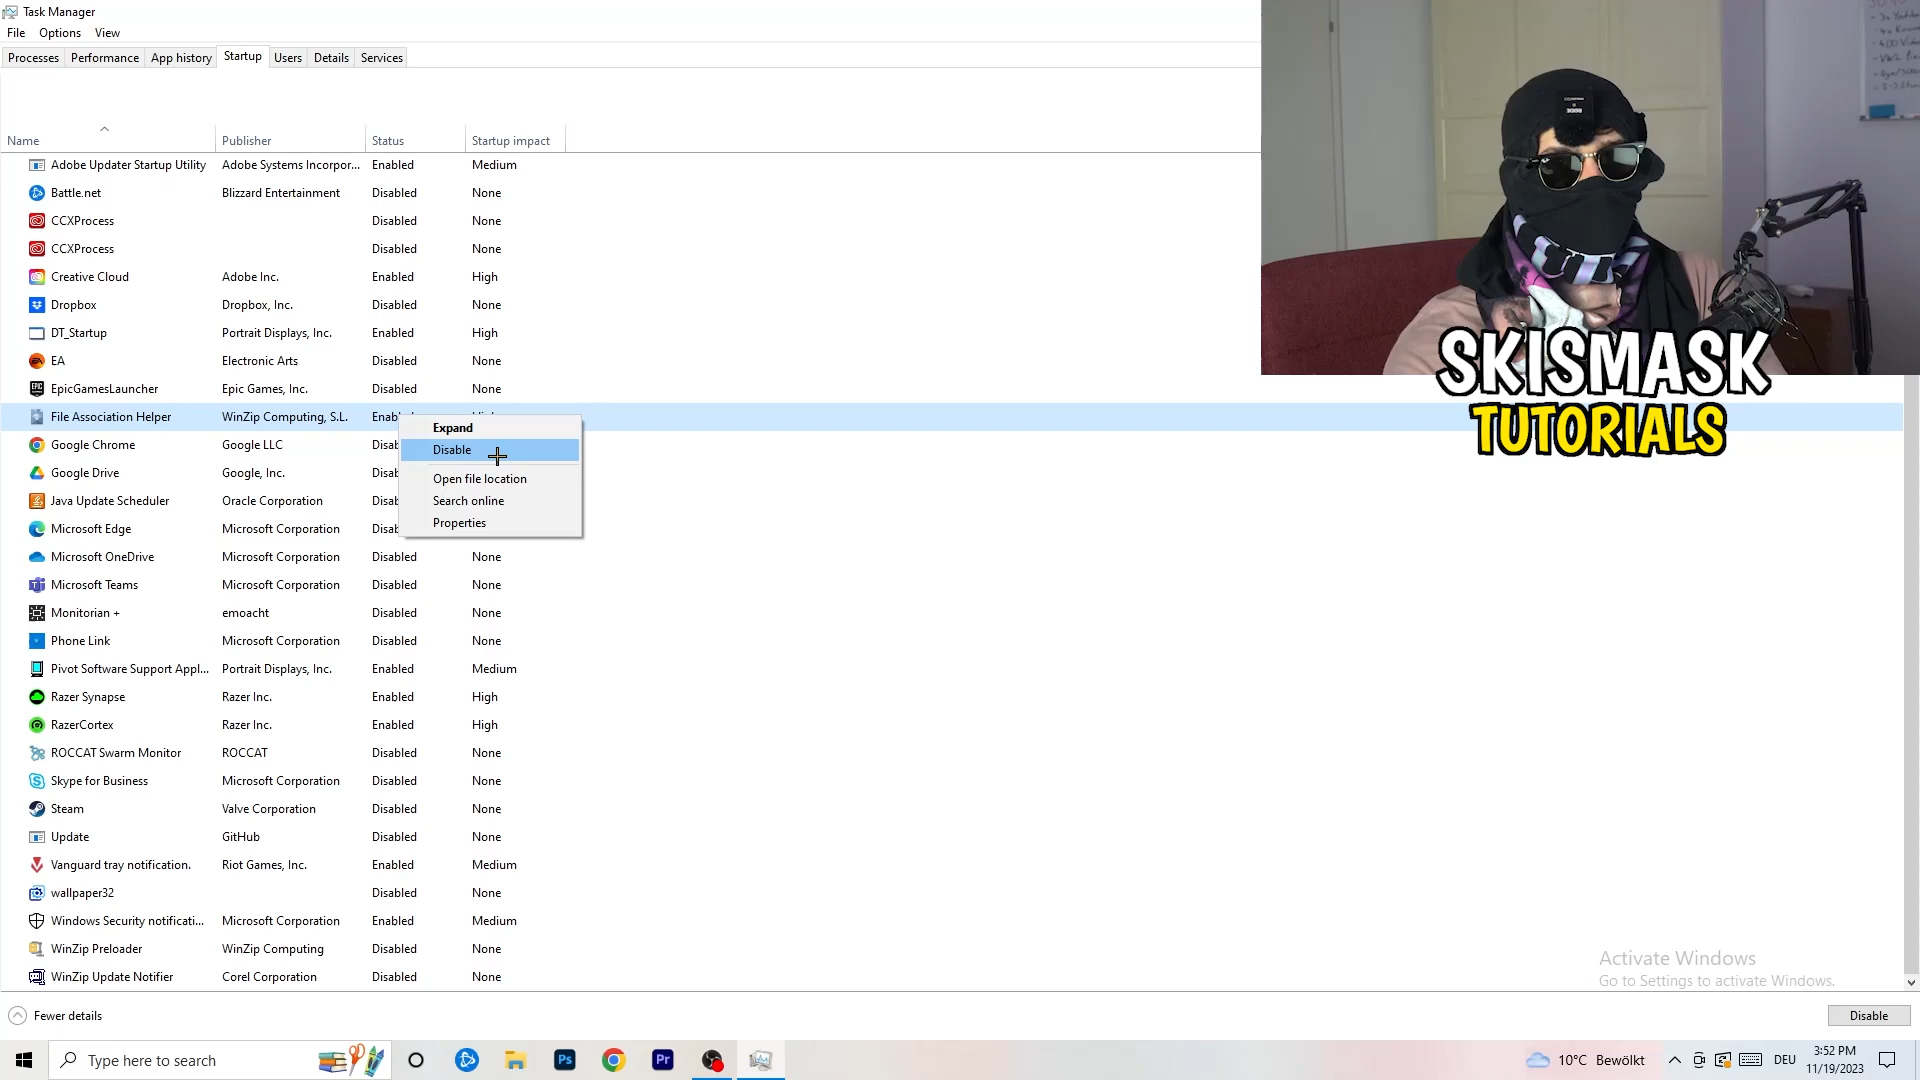 Task Manager
File Options View
Processes Performance App history Startup Users Details Services
Name Publisher Status Startup impact
Adobe Updater Startup Utility Adobe Systems Incorpor... Enabled Medium
Battle.net Blizzard Entertainment Disabled None
CCXProcess Disabled None
CCXProcess Disabled None
Creative Cloud Adobe Inc. Enabled High
Dropbox Dropbox, Inc. Disabled None
DT_Startup Portrait Displays, Inc. Enabled High
EA Electronic Arts Disabled None
EpicGamesLauncher Epic Games, Inc. Disabled None
File Association Helper WinZip Computing, S.L.
Google Chrome Google LLC
Google Drive Google, Inc.
Java Update Scheduler Oracle Corporation
Microsoft Edge Microsoft Corporation
Expand
Disable
Open file location
Search online
Properties
Microsoft OneDrive Microsoft Corporation Disabled None
Microsoft Teams Microsoft Corporation Disabled None
Monitorian + emoacht Disabled None
Phone Link Microsoft Corporation Disabled None
Pivot Software Support Appl... Portrait Displays, Inc. Enabled Medium
Razer Synapse Razer Inc. Enabled High
RazerCortex Razer Inc. Enabled High
ROCCAT Swarm Monitor ROCCAT Disabled None
Skype for Business Microsoft Corporation Disabled None
Steam Valve Corporation Disabled None
Update GitHub Disabled None
Vanguard tray notification. Riot Games, Inc. Enabled Medium
wallpaper32 Disabled None
Windows Security notificati... Microsoft Corporation Enabled Medium
WinZip Preloader WinZip Computing Disabled None
WinZip Update Notifier Corel Corporation Disabled None
SKISMASK
TUTORIALS
Activate Windows
Go to Settings to activate Windows.
Fewer details
Disable
Type here to search
Ps
Pr
10°C Bewölkt
DEU
3:52 PM
11/19/2023